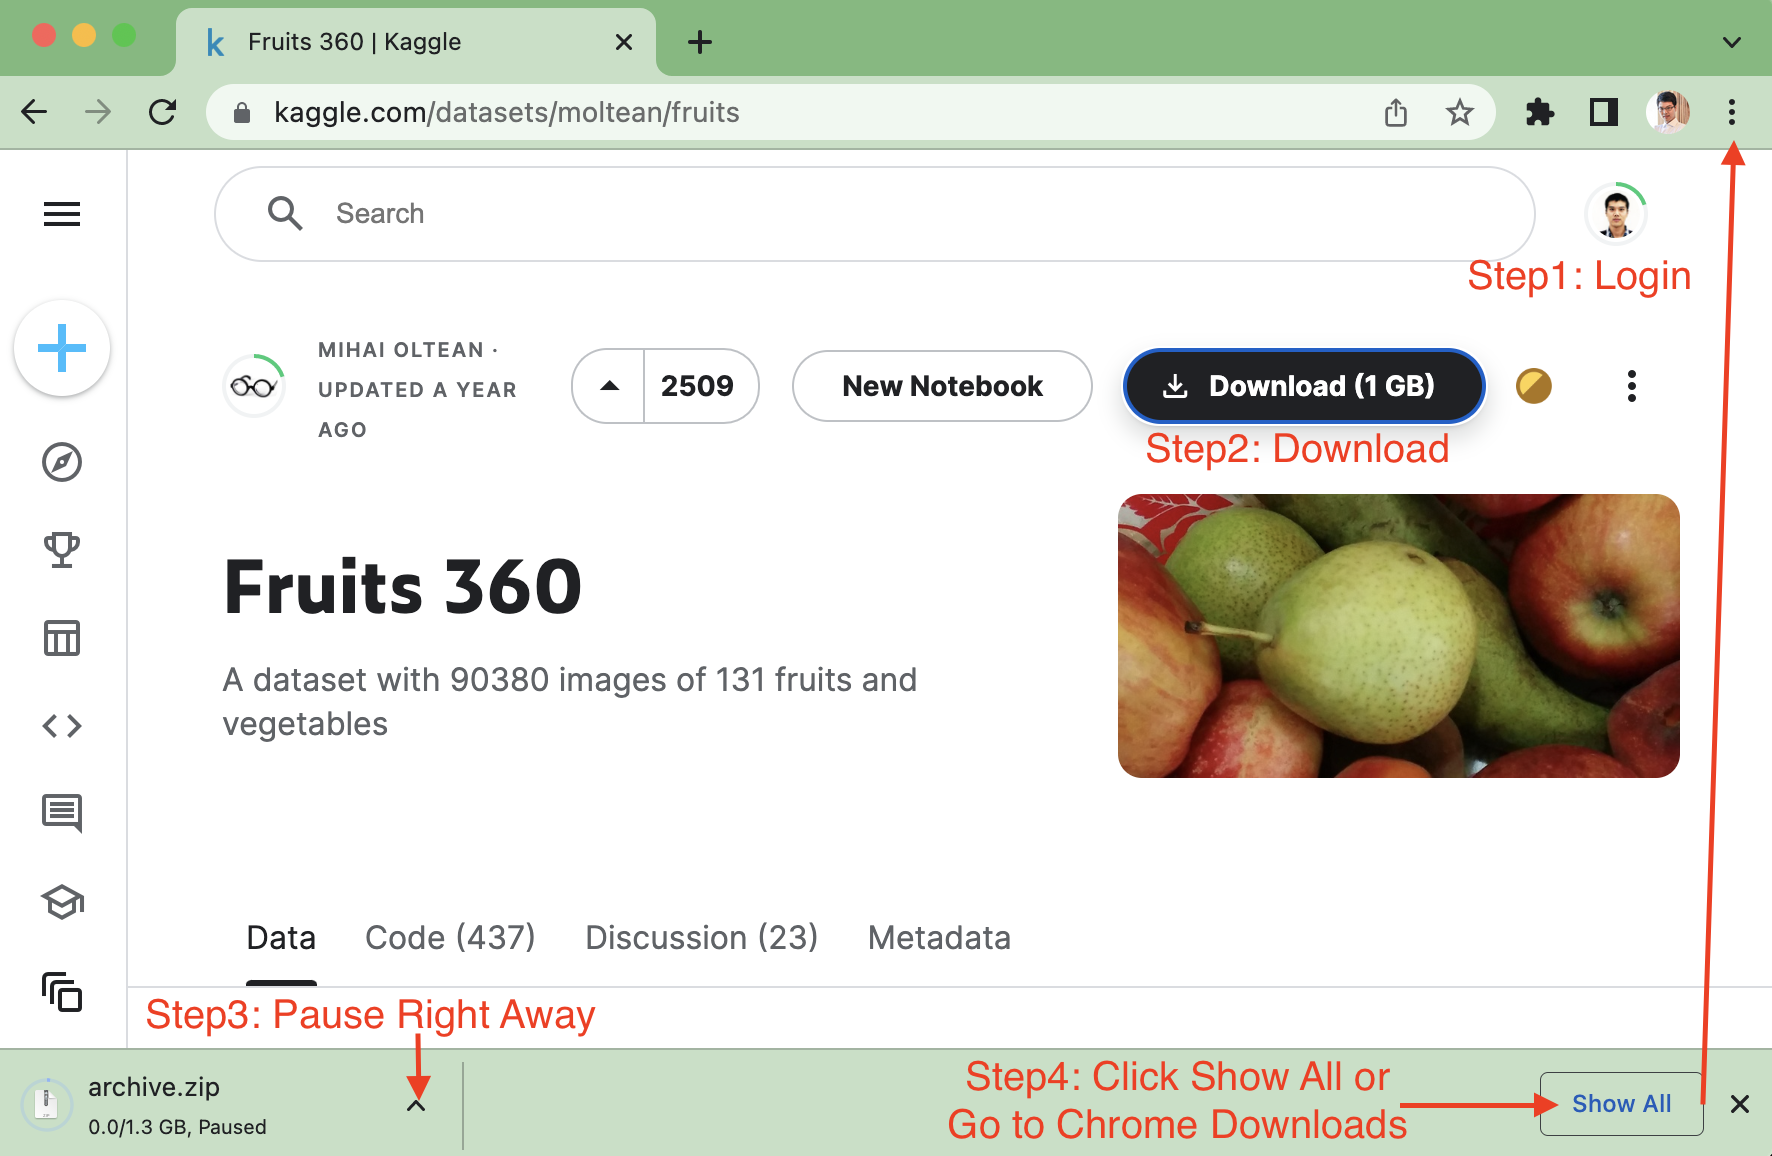 Fruits 360 | Kaggle
kaggle.com/datasets/moltean/fruits
Search
Step1: Login
MIHAI OLTEAN ·
UPDATED A YEAR
AGO
2509
New Notebook
Download (1 GB)
Step2: Download
Fruits 360
A dataset with 90380 images of 131 fruits and
vegetables
Data
Code (437)
Discussion (23)
Metadata
Step3: Pause Right Away
archive.zip
0.0/1.3 GB, Paused
Step4: Click Show All or
Go to Chrome Downloads
Show All